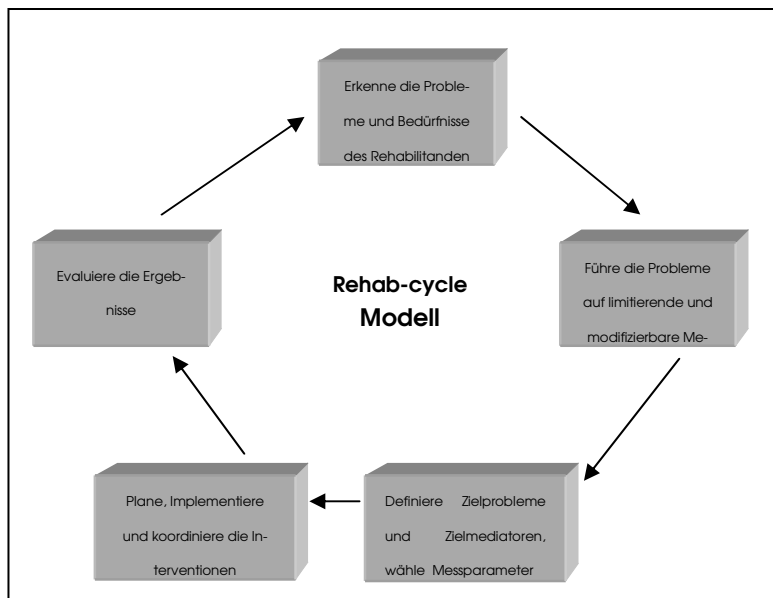 Erkenne die Proble-
me und Bedürfnisse
des Rehabilitanden
Führe die Probleme
auf limitierende und
modifizierbare Me-
Definiere Zielprobleme
und Zielmediatoren,
wähle Messparameter
Plane, Implementiere
und koordiniere die In-
terventionen
Evaluiere die Ergeb-
nisse
Rehab-cycle
Modell